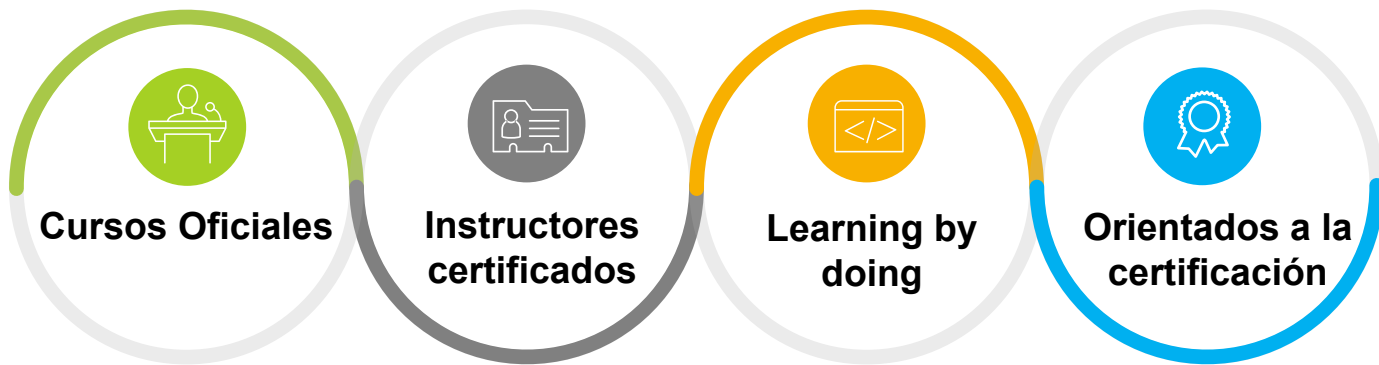 Cursos Oficiales
Instructores
certificados
</>
Learning by
doing
Orientados a la
certificación